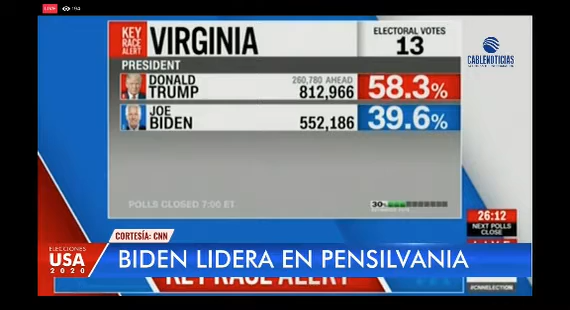 LIVE 194
KEY RACE ALERT
VIRGINIA
ELECTORAL VOTES
13
CABLENOTICIAS
PRESIDENT
DONALD TRUMP
260,780 AHEAD
812,966
58.3%
JOE BIDEN
552,186
39.6%
POLLS CLOSED 7:00 ET
30%
26:12
NEXT POLLS
CLOSE
CORTESÍA: CNN
ELECCIONES
USA
2020
BIDEN LIDERA EN PENSILVANIA
LIVE
KEY RACE ALERT
#CNNELECTION